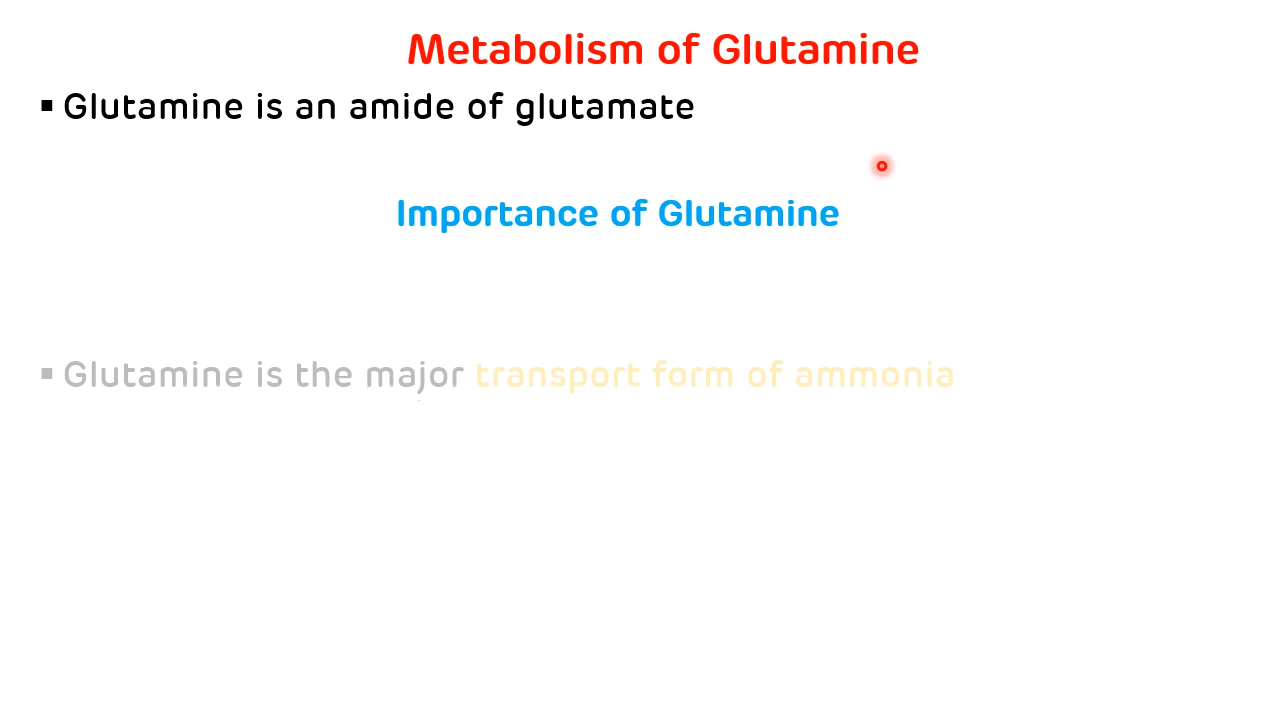 Metabolism of Glutamine
▪ Glutamine is an amide of glutamate
Importance of Glutamine
▪ Glutamine is the major transport form of ammonia